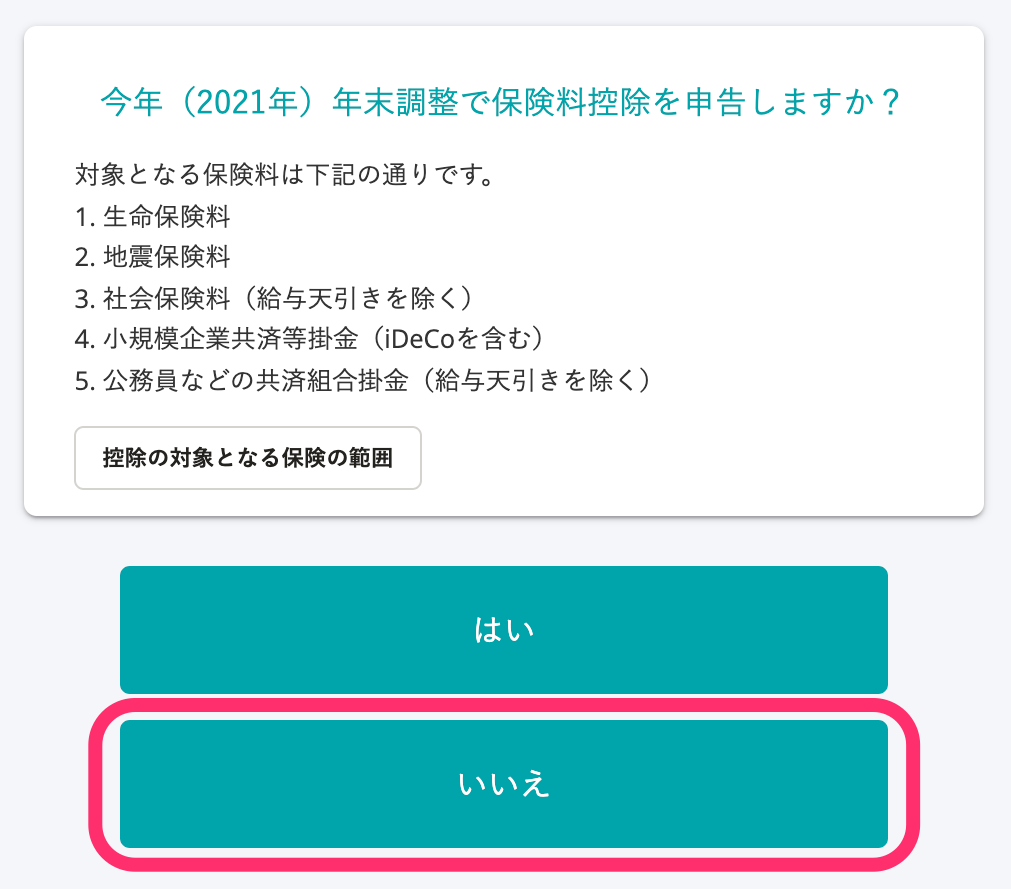 今年（2021年）年末調整で保険料控除を申告しますか？
対象となる保険料は下記の通りです。
1. 生命保険料
2. 地震保険料
3. 社会保険料（給与天引きを除く）
4. 小規模企業共済等掛金（iDeCoを含む）
5. 公務員などの共済組合掛金（給与天引きを除く）
控除の対象となる保険の範囲
はい
いいえ